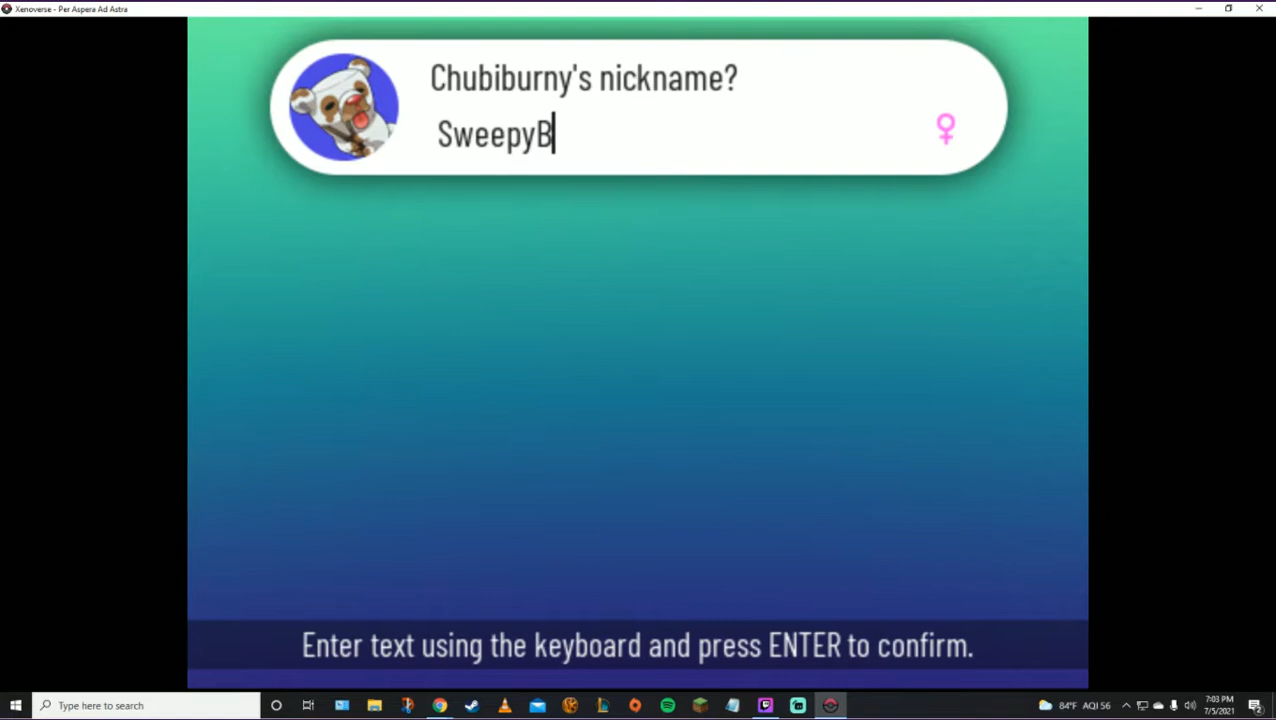 Xenoverse - Per Aspera Ad Astra
Chubiburny's nickname?
SweepyB
Enter text using the keyboard and press ENTER to confirm.
Type here to search
84°F AQI 56
7:03 PM
7/5/2021
2